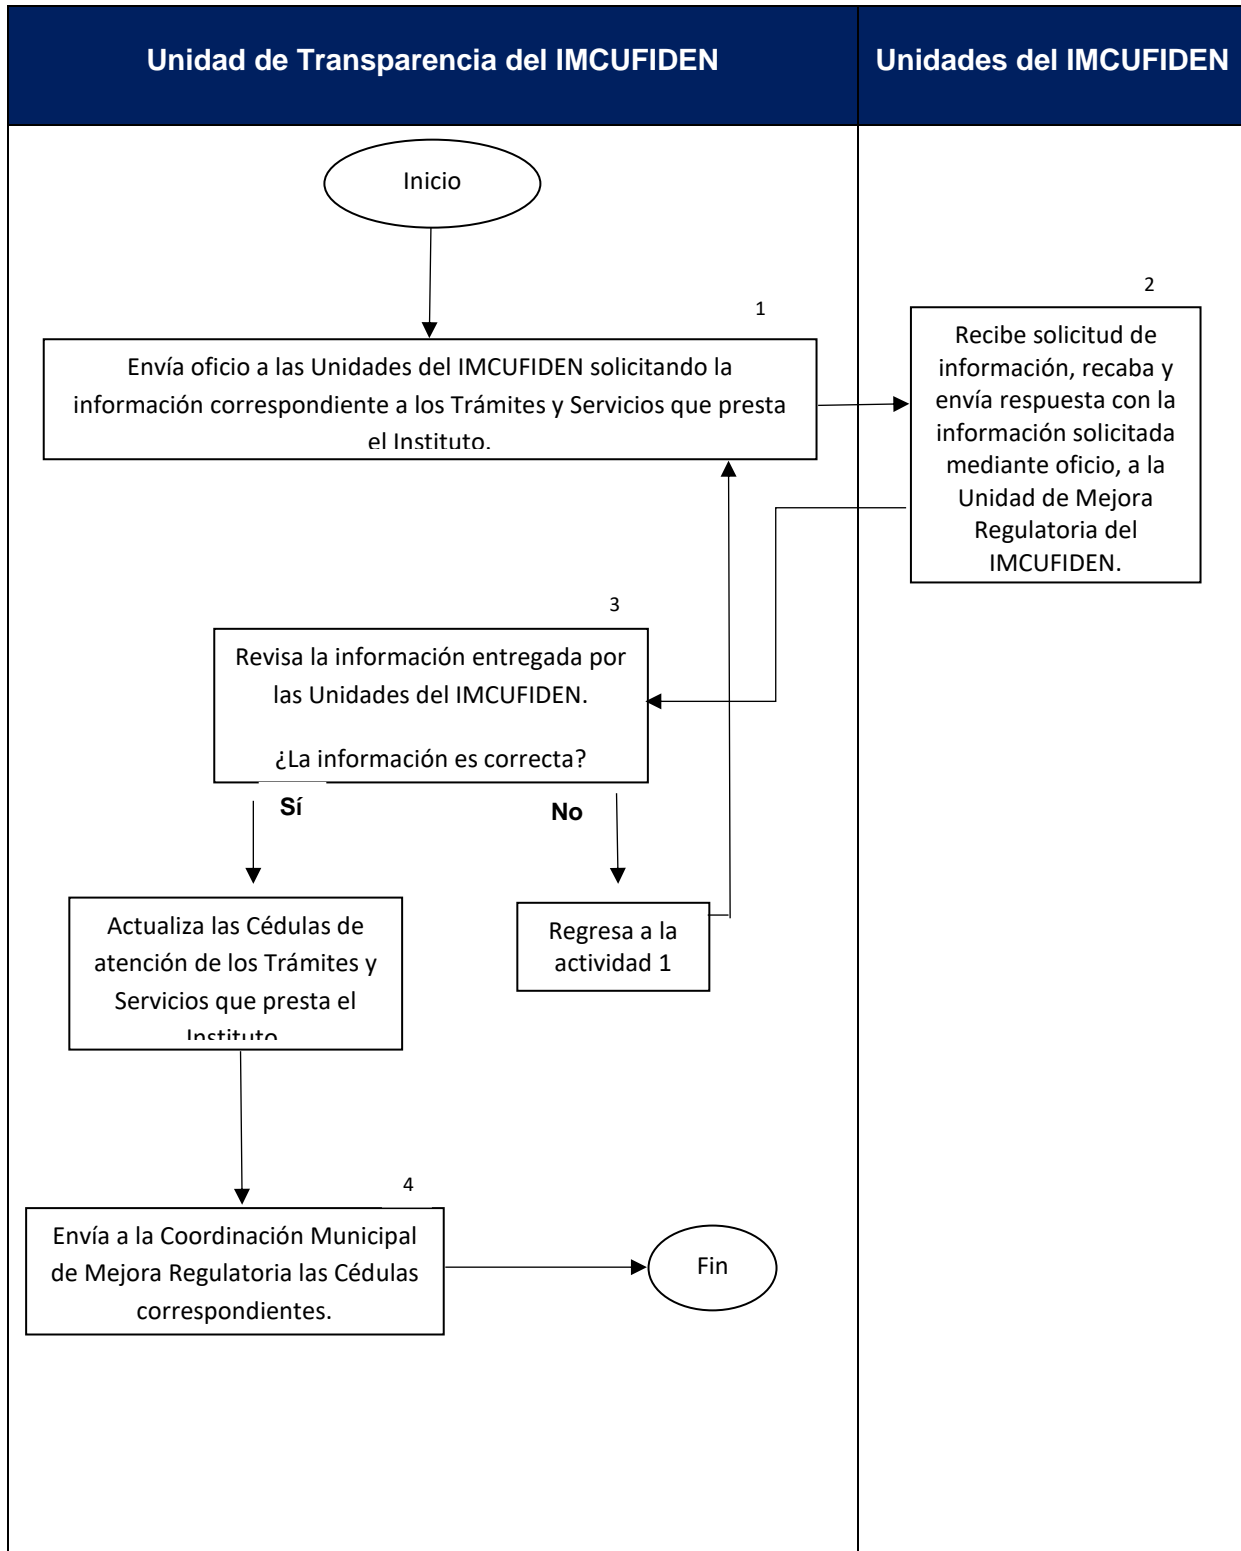 Unidad de Transparencia del IMCUFIDEN
Unidades del IMCUFIDEN
Inicio
1
Envía oficio a las Unidades del IMCUFIDEN solicitando la
información correspondiente a los Trámites y Servicios que presta
el Instituto.
2
Recibe solicitud de
información, recaba y
envía respuesta con la
información solicitada
mediante oficio, a la
Unidad de Mejora
Regulatoria del
IMCUFIDEN.
3
Revisa la información entregada por
las Unidades del IMCUFIDEN.
¿La información es correcta?
Sí
No
Actualiza las Cédulas de
atención de los Trámites y
Servicios que presta el
Instituto
Regresa a la
actividad 1
4
Envía a la Coordinación Municipal
de Mejora Regulatoria las Cédulas
correspondientes.
Fin